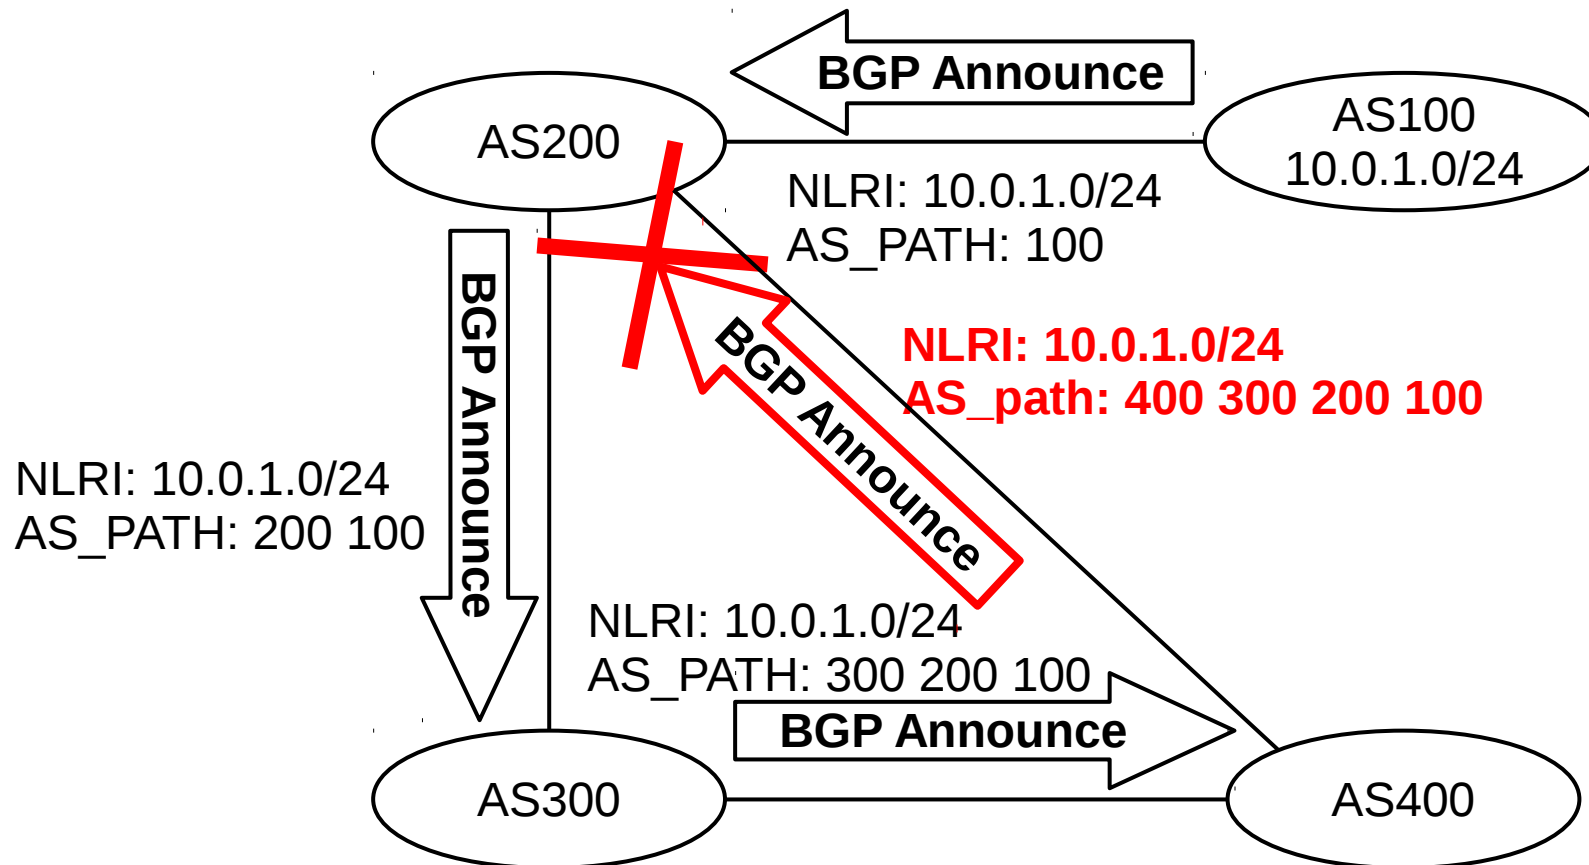 BGP Announce
AS200
AS100
10.0.1.0/24
NLRI: 10.0.1.0/24
AS_PATH: 100
BGP Announce
BGP Announce
NLRI: 10.0.1.0/24
AS_path: 400 300 200 100
NLRI: 10.0.1.0/24
AS_PATH: 200 100
NLRI: 10.0.1.0/24
AS_PATH: 300 200 100
BGP Announce
AS300
AS400